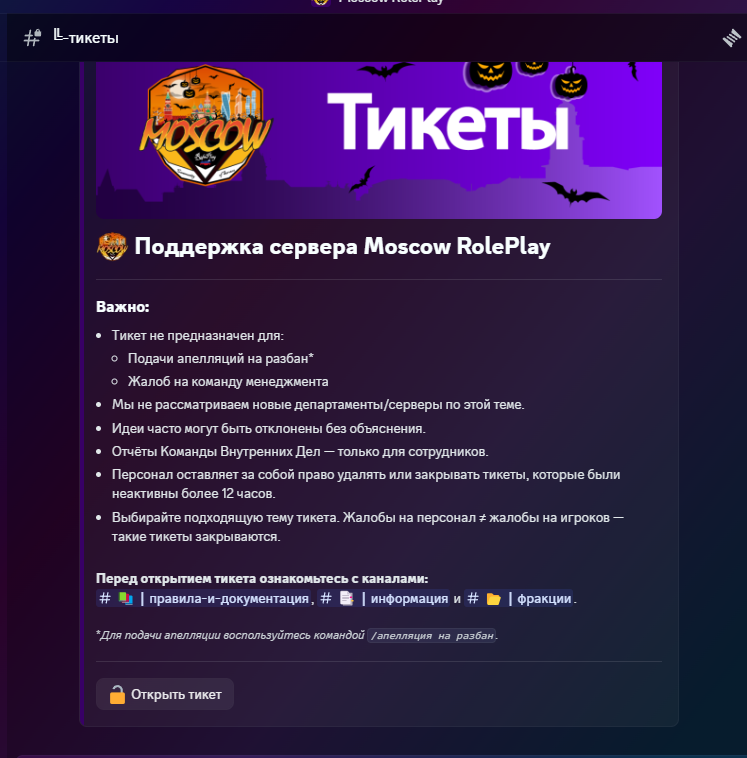 ╚-тикеты
MOSCOW
RolePlay
Тикеты
Поддержка сервера Moscow RolePlay
Важно:
Тикет не предназначен для:
Подачи апелляций на разбан*
Жалоб на команду менеджмента
Мы не рассматриваем новые департаменты/серверы по этой теме.
Идеи часто могут быть отклонены без объяснения.
Отчёты Команды Внутренних Дел — только для сотрудников.
Персонал оставляет за собой право удалять или закрывать тикеты, которые были
неактивны более 12 часов.
Выбирайте подходящую тему тикета. Жалобы на персонал ≠ жалобы на игроков —
такие тикеты закрываются.
Перед открытием тикета ознакомьтесь с каналами:
# | правила-и-документация, # | информация и # | фракции.
*Для подачи апелляции воспользуйтесь командой /апелляция на разбан.
Открыть тикет